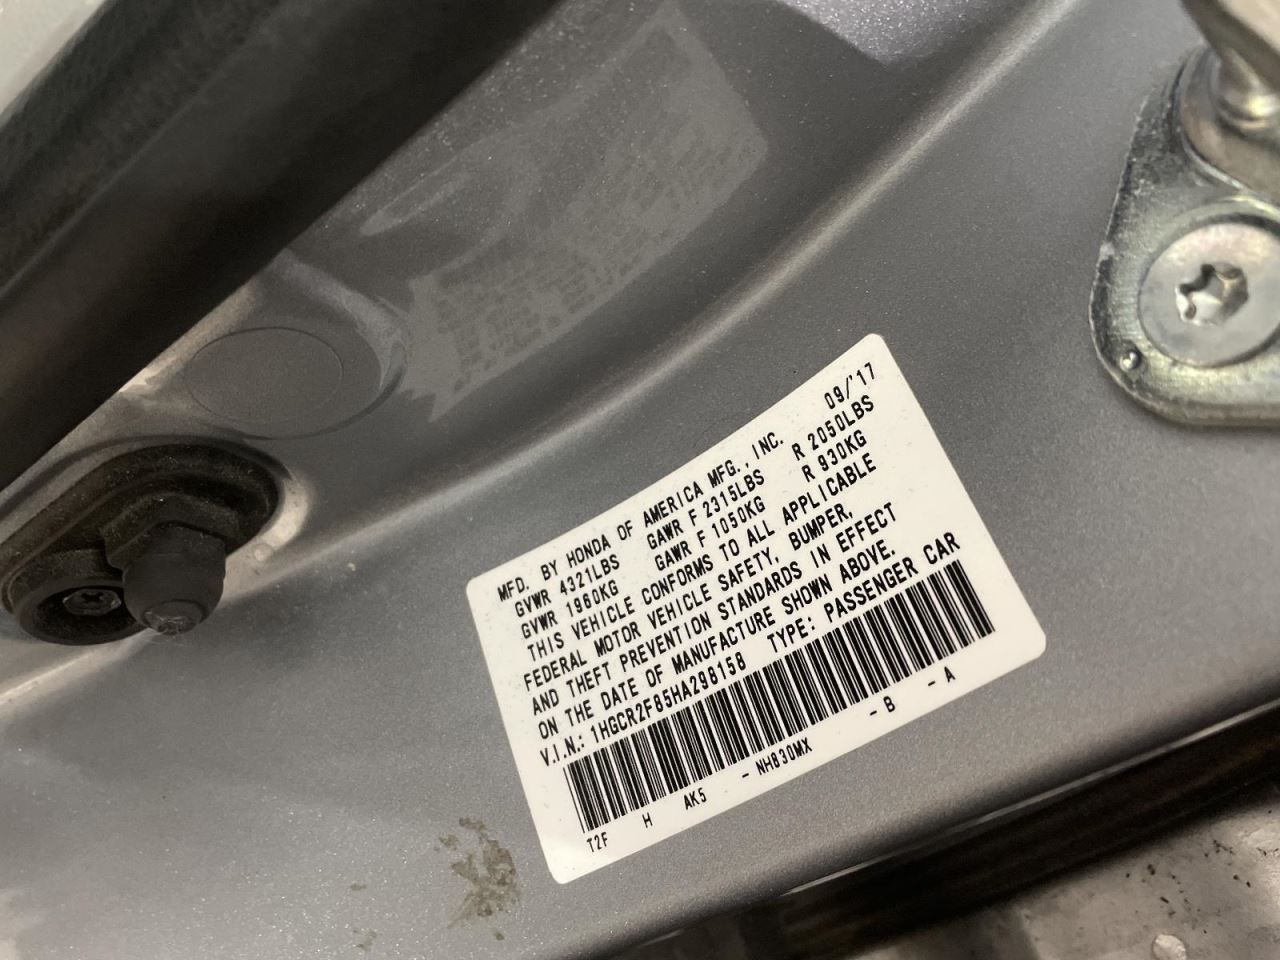 MFD. BY HONDA OF AMERICA MFG., INC. 09/'17
GVWR 4321LBS GAWR F 2315LBS R 2050LBS
GVWR 1960KG GAWR F 1050KG R 930KG
THIS VEHICLE CONFORMS TO ALL APPLICABLE
FEDERAL MOTOR VEHICLE SAFETY, BUMPER,
AND THEFT PREVENTION STANDARDS IN EFFECT
ON THE DATE OF MANUFACTURE SHOWN ABOVE.
V.I.N.: 1HGCR2F85HA298158 TYPE: PASSENGER CAR
T2F H AK5 - NH830MX - B - A